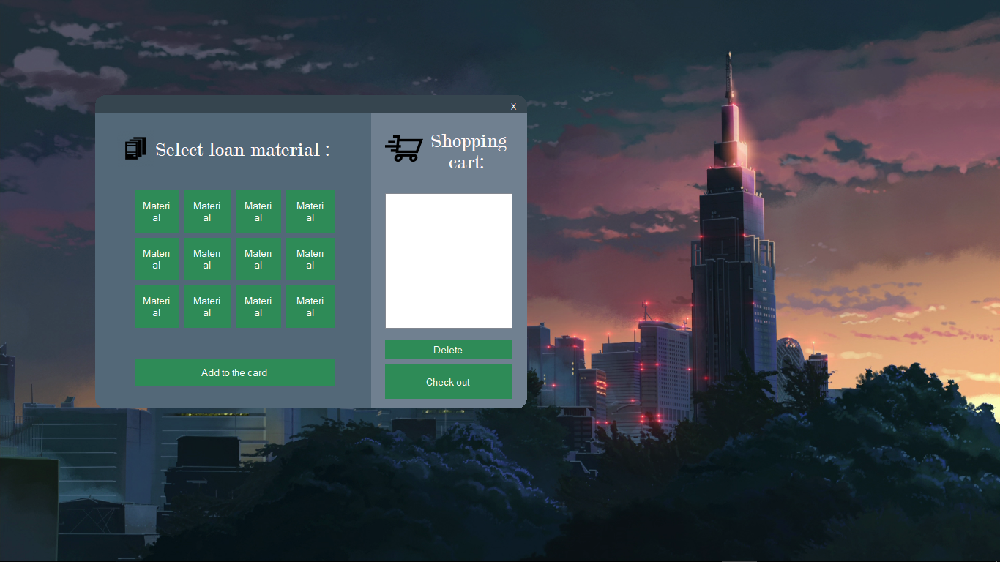 X
Select loan material :
Shopping
cart:
Materi
al
Materi
al
Materi
al
Materi
al
Materi
al
Materi
al
Materi
al
Materi
al
Materi
al
Materi
al
Materi
al
Materi
al
Add to the card
Delete
Check out